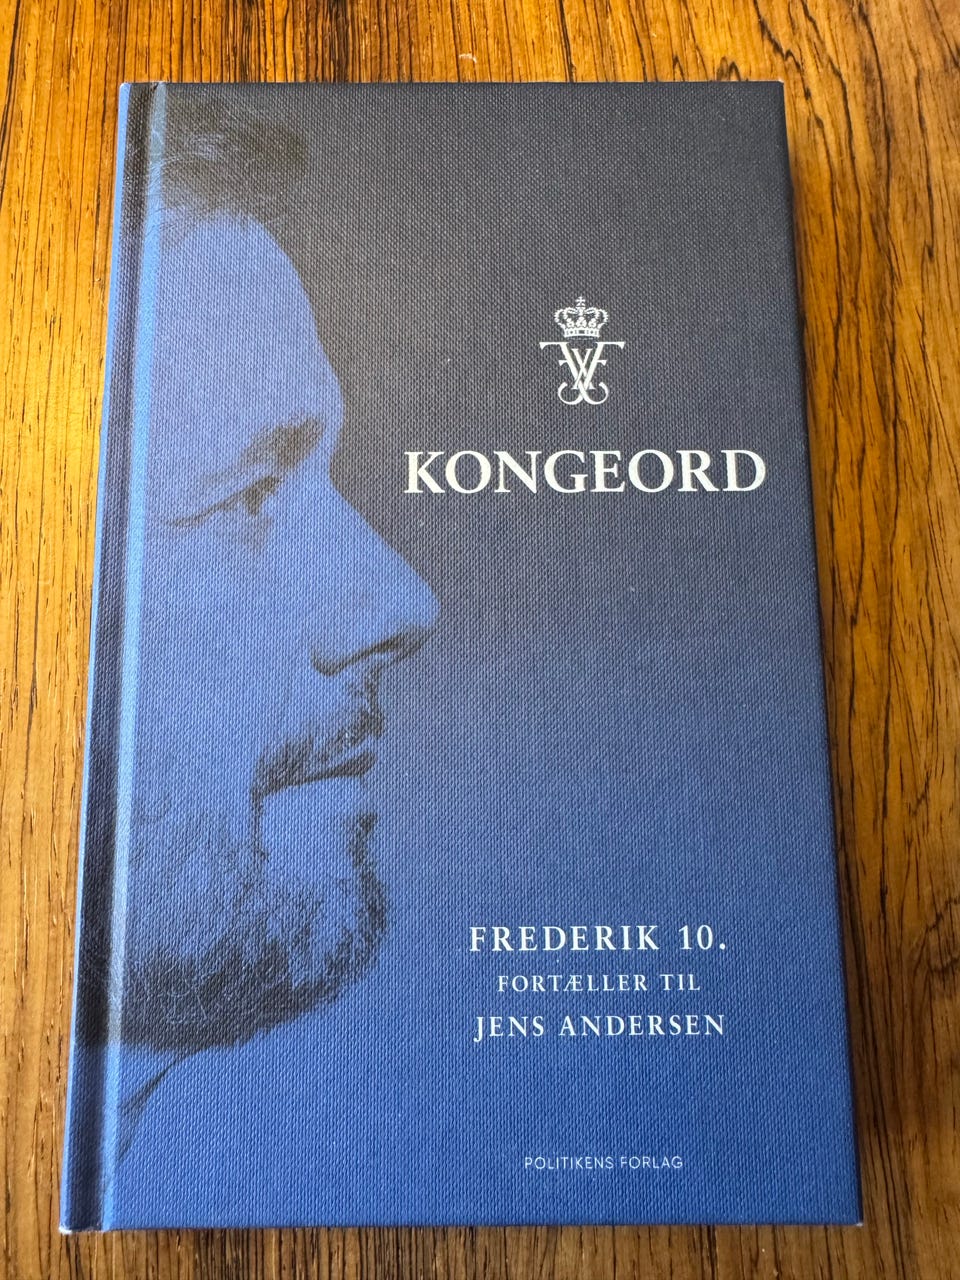 KONGEORD
FREDERIK 10.
FORTÆLLER TIL
JENS ANDERSEN
POLITIKENS FORLAG